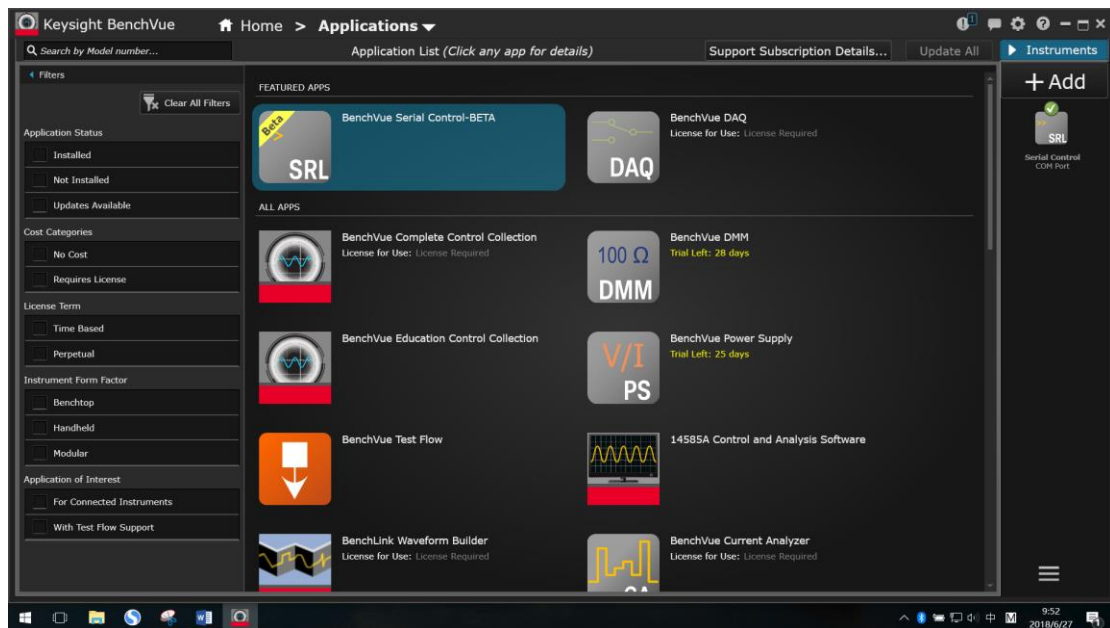 Keysight BenchVue
Home > Applications
Search by Model number...
Application List (Click any app for details)
Support Subscription Details...
Update All
Instruments
Filters
Clear All Filters
Application Status
Installed
Not Installed
Updates Available
Cost Categories
No Cost
Requires License
License Term
Time Based
Perpetual
Instrument Form Factor
Benchtop
Handheld
Modular
Application of Interest
For Connected Instruments
With Test Flow Support
FEATURED APPS
Beta
SRL
BenchVue Serial Control-BETA
DAQ
BenchVue DAQ
License for Use: License Required
ALL APPS
BenchVue Complete Control Collection
License for Use: License Required
100 Ω
DMM
BenchVue DMM
Trial Left: 28 days
BenchVue Education Control Collection
V/I
PS
BenchVue Power Supply
Trial Left: 25 days
BenchVue Test Flow
14585A Control and Analysis Software
BenchLink Waveform Builder
License for Use: License Required
BenchVue Current Analyzer
License for Use: License Required
+ Add
SRL
Serial Control
COM Port
中
M
9:52
2018/6/27